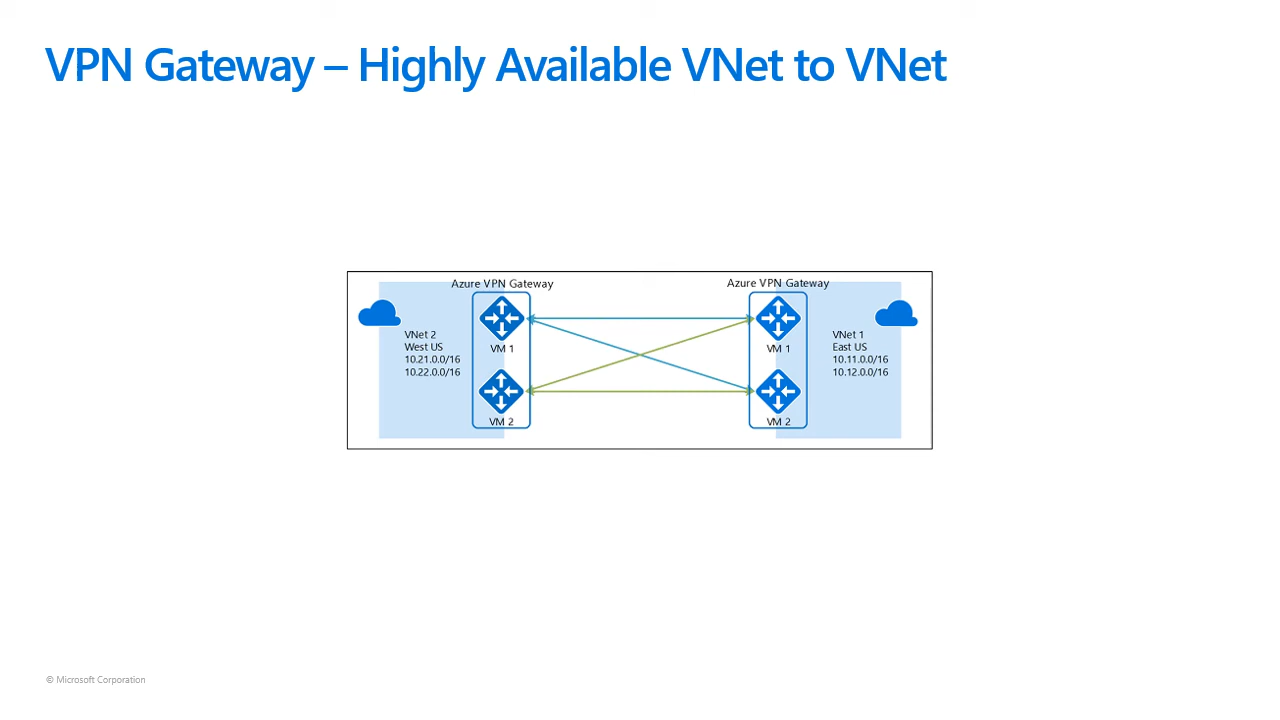 VPN Gateway – Highly Available VNet to VNet
Azure VPN Gateway
VM 1
VM 2
VNet 2
West US
10.21.0.0/16
10.22.0.0/16
Azure VPN Gateway
VM 1
VM 2
VNet 1
East US
10.11.0.0/16
10.12.0.0/16
© Microsoft Corporation